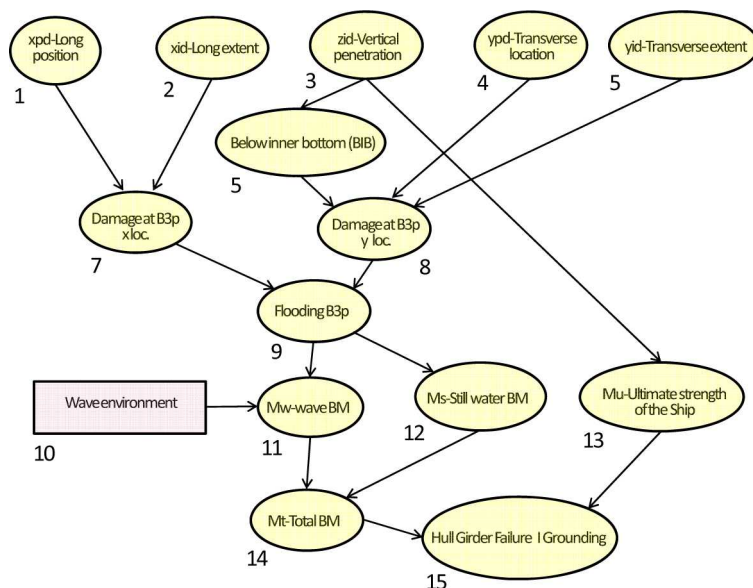 xpd-Long
position
1
xid-Long extent
2
zid-Vertical
penetration
3
ypd-Transverse
location
4
yid-Transverse extent
5
Below inner bottom (BIB)
5
Damage at B3p
x loc.
7
Damage at B3p
y loc.
8
Flooding B3p
9
Wave environment
10
Mw-wave BM
11
Ms-Still water BM
12
Mu-Ultimate strength
of the Ship
13
Mt-Total BM
14
Hull Girder Failure I Grounding
15